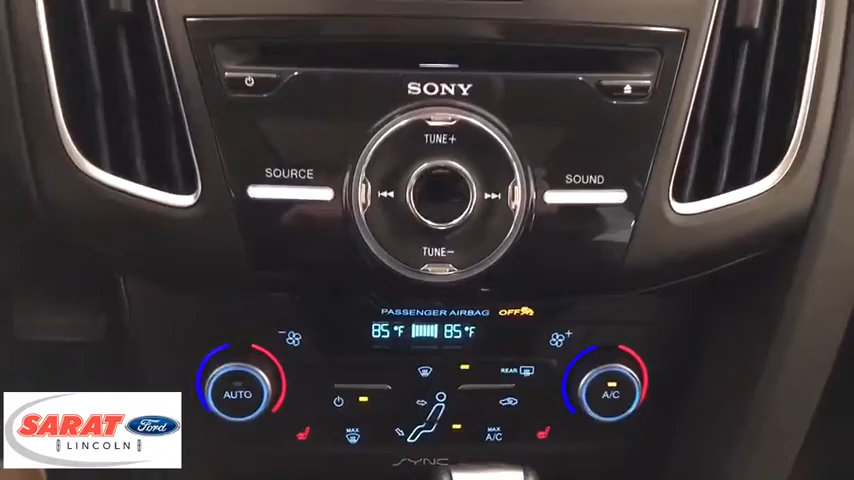 SONY
TUNE+
SOURCE
SOUND
TUNE-
PASSENGER AIRBAG OFF
85°F 85°F
REAR
AUTO
A/C
MAX
MAX
A/C
SYNC
SARAT
Ford
LINCOLN